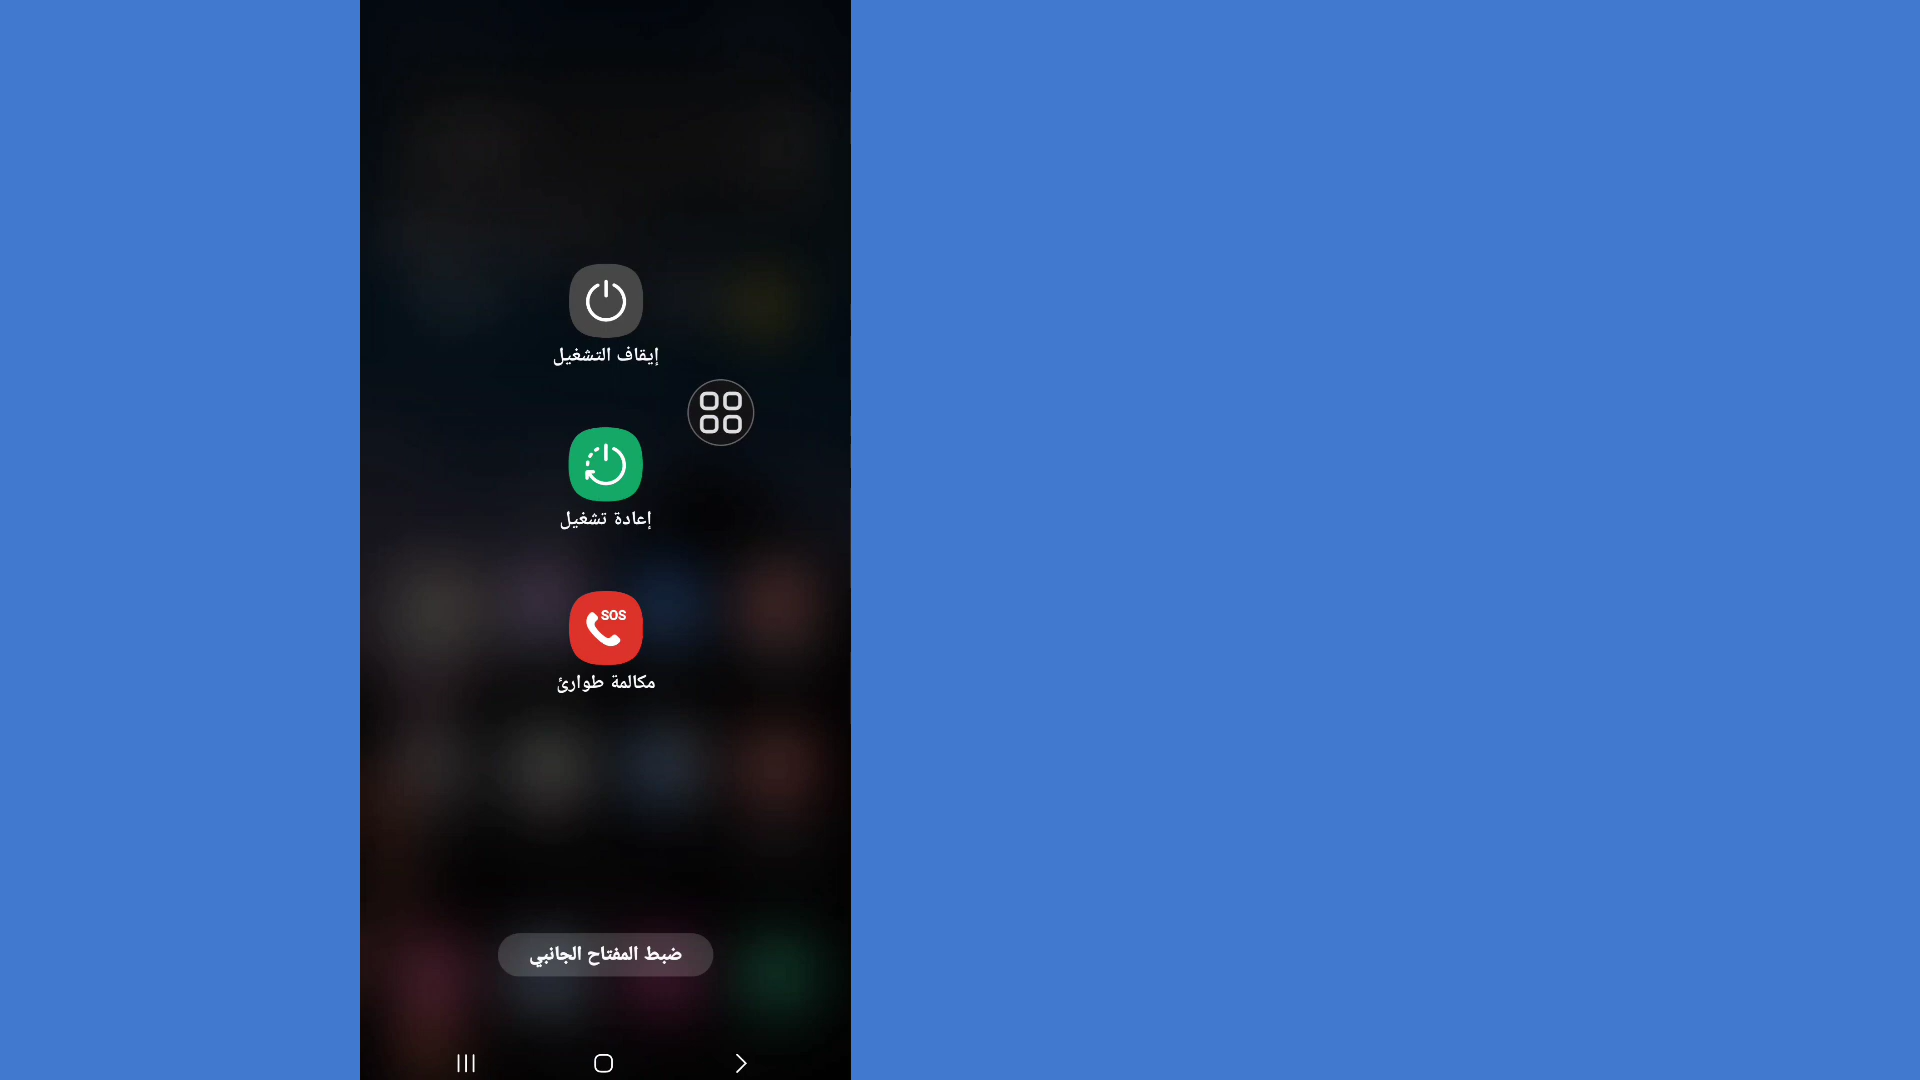 إيقاف التشغيل
إعادة تشغيل
SOS
مكالمة طوارئ
ضبط المفتاح الجانبي